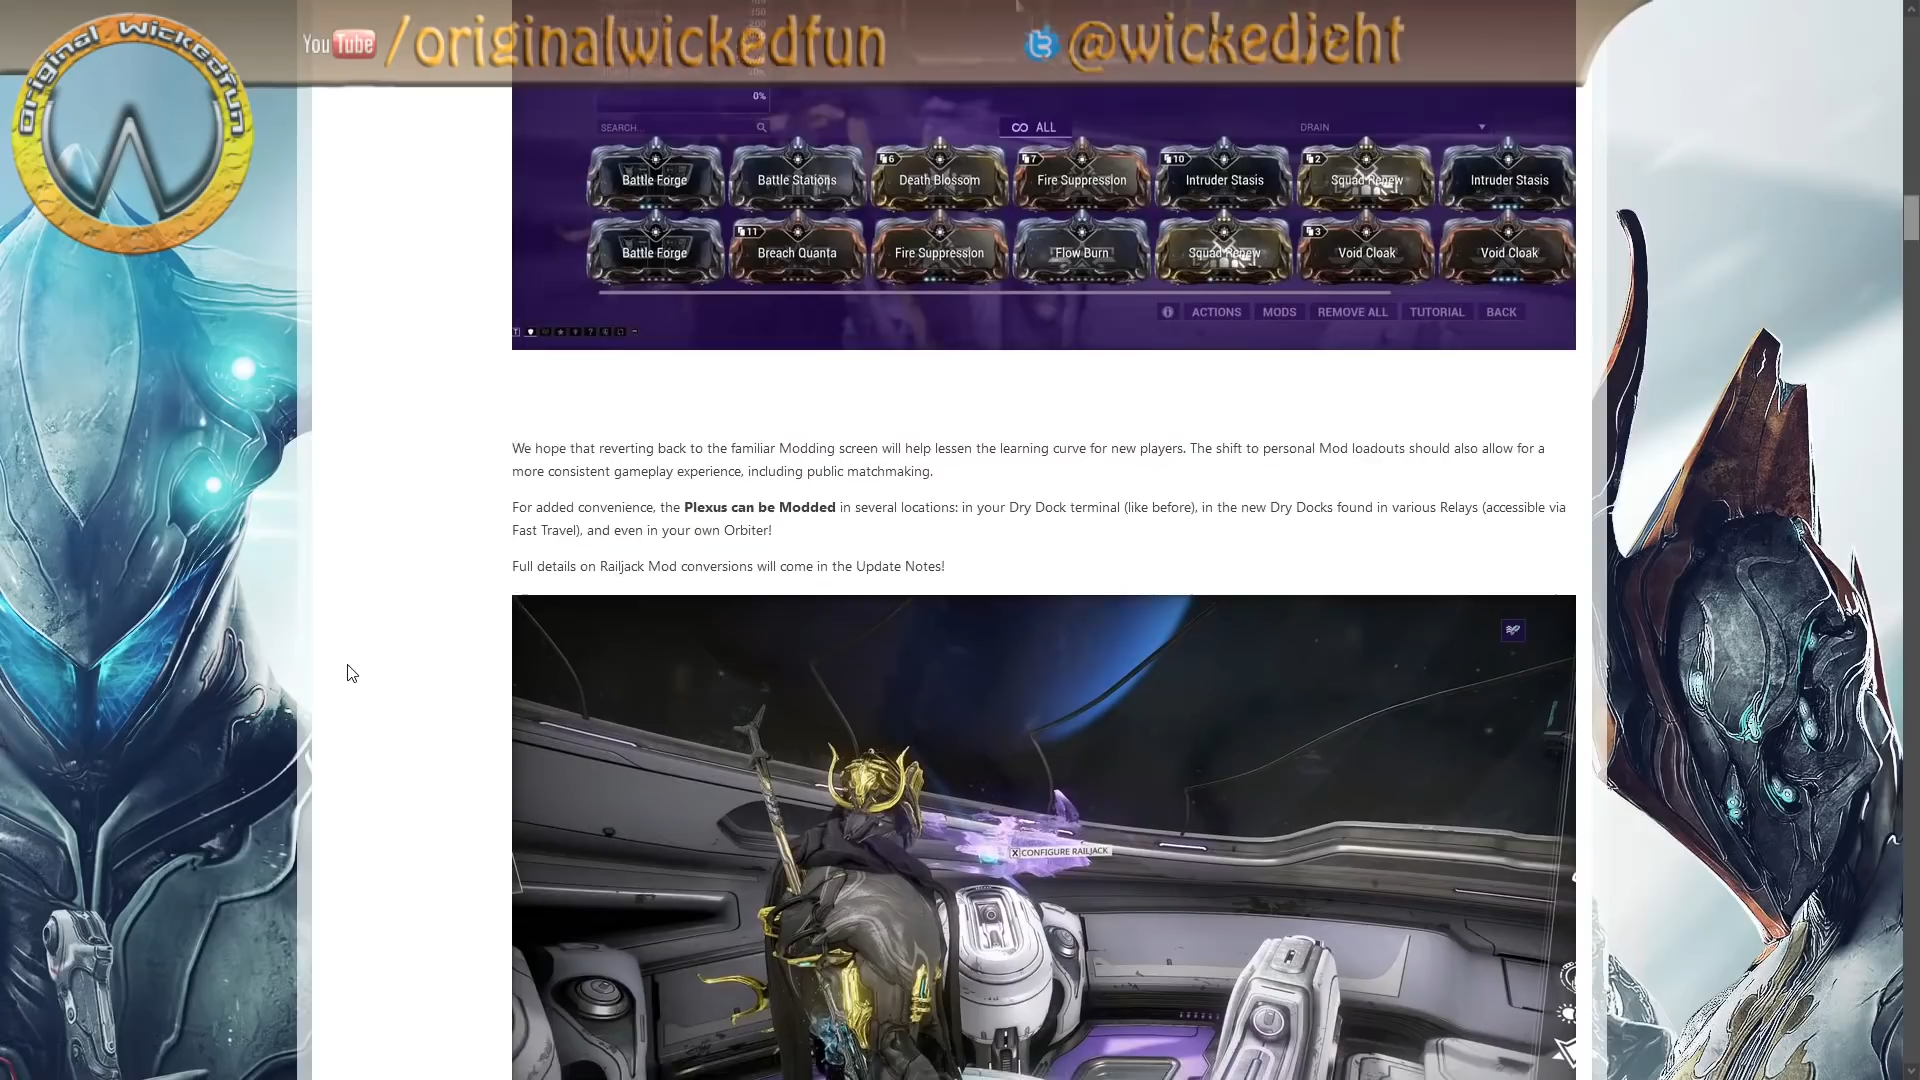 Original Wickedfun
YouTube /originalwickedfun
@wickedjeht
0%
SEARCH...
ALL
DRAIN
Battle Forge
Battle Stations
6 Death Blossom
7 Fire Suppression
10 Intruder Stasis
2 Squad Renew
Intruder Stasis
Battle Forge
11 Breach Quanta
Fire Suppression
Flow Burn
Squad Renew
3 Void Cloak
Void Cloak
ACTIONS MODS REMOVE ALL TUTORIAL BACK
We hope that reverting back to the familiar Modding screen will help lessen the learning curve for new players. The shift to personal Mod loadouts should also allow for a
more consistent gameplay experience, including public matchmaking.
For added convenience, the Plexus can be Modded in several locations: in your Dry Dock terminal (like before), in the new Dry Docks found in various Relays (accessible via
Fast Travel), and even in your own Orbiter!
Full details on Railjack Mod conversions will come in the Update Notes!
X CONFIGURE RAILJACK